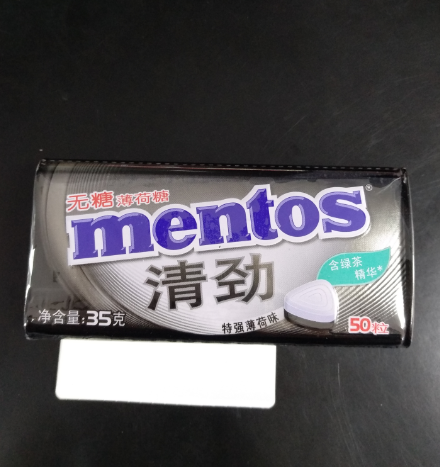 无糖 薄荷糖
mentos®
清劲
含绿茶
精华*
特强薄荷味
净含量:35克
50粒